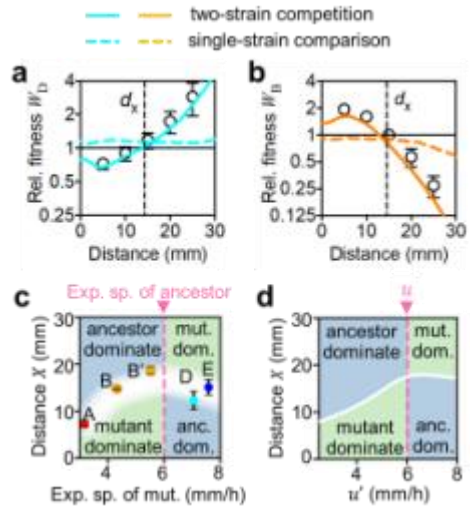 two-strain competition
single-strain comparison
a
Rel. fitness W_D
4
2
1
0.5
0.25
d_x
0 10 20 30
Distance (mm)
b
Rel. fitness W_B
4
2
1
0.5
0.25
0.125
d_x
0 10 20 30
Distance (mm)
c
Exp. sp. of ancestor
Distance X (mm)
30
20
10
0
ancestor
dominate
mut.
dom.
A
B
B'
D
E
mutant
dominate
anc.
dom.
4 6 8
Exp. sp. of mut. (mm/h)
d
u
Distance X (mm)
30
20
10
0
ancestor
dominate
mut.
dom.
mutant
dominate
anc.
dom.
4 6 8
u' (mm/h)